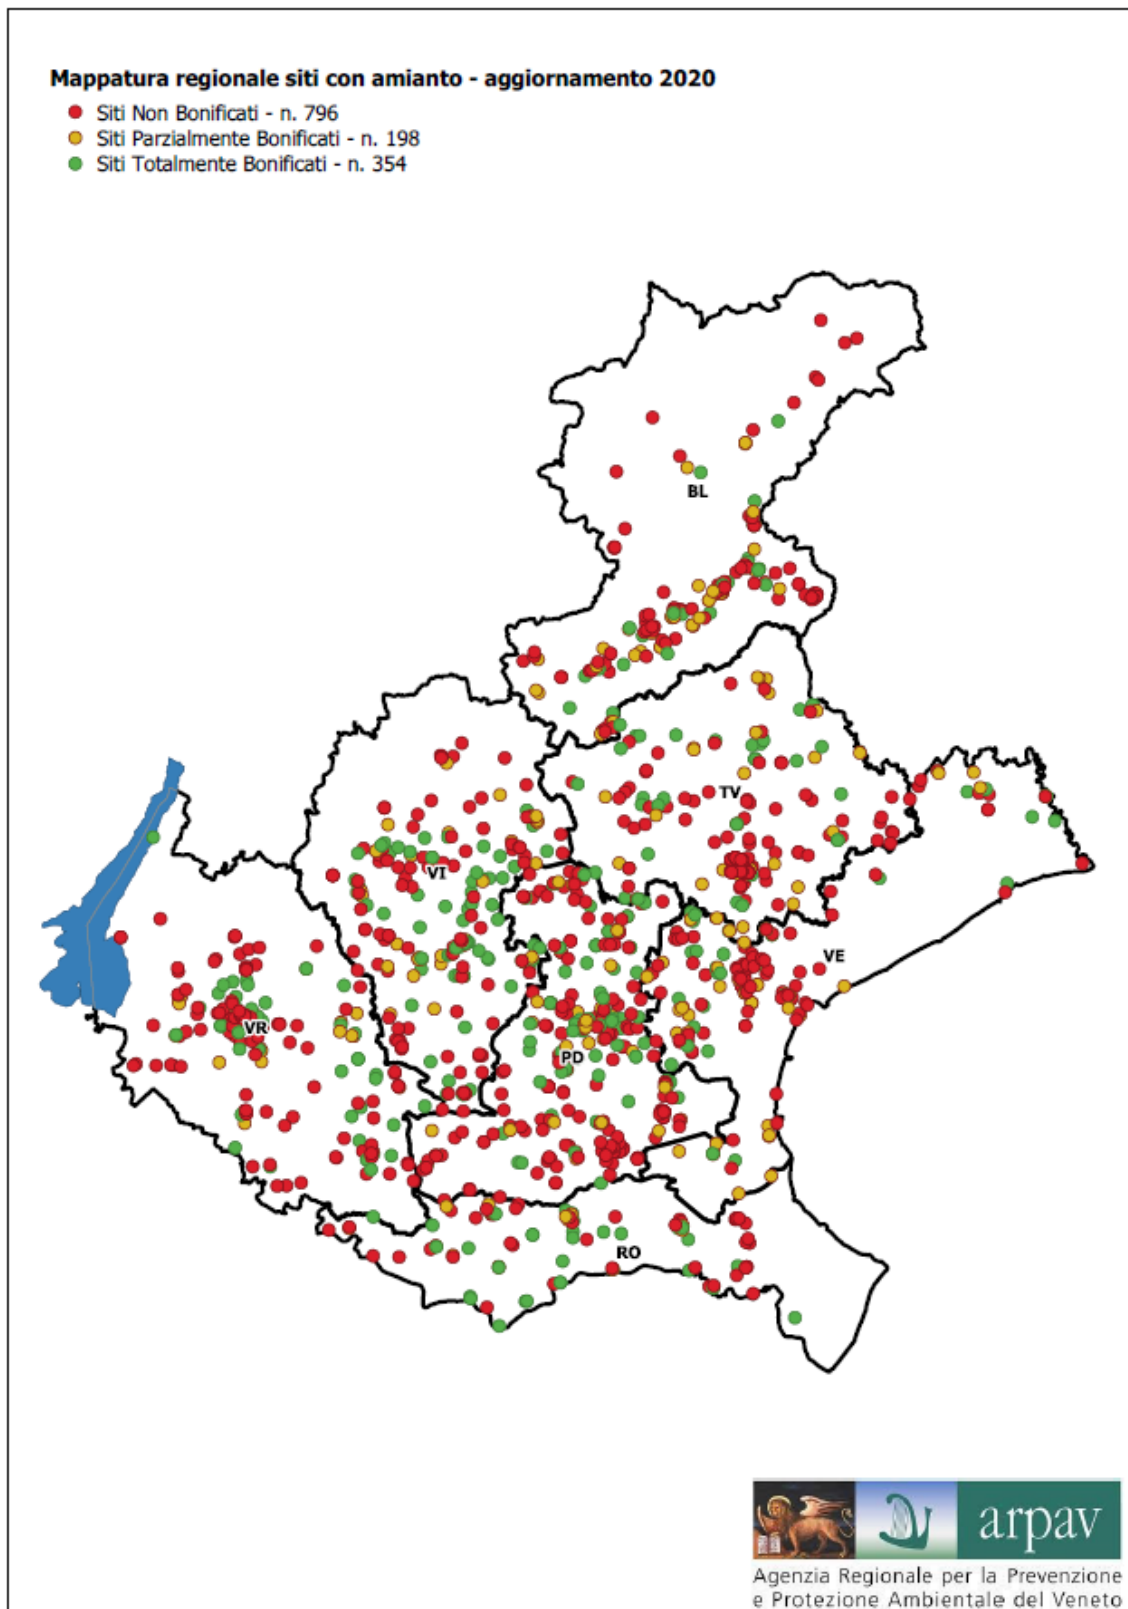 Mappatura regionale siti con amianto - aggiornamento 2020
Siti Non Bonificati - n. 796
Siti Parzialmente Bonificati - n. 198
Siti Totalmente Bonificati - n. 354
BL
TV
VI
VE
VR
PD
RO
arpav
Agenzia Regionale per la Prevenzione
e Protezione Ambientale del Veneto